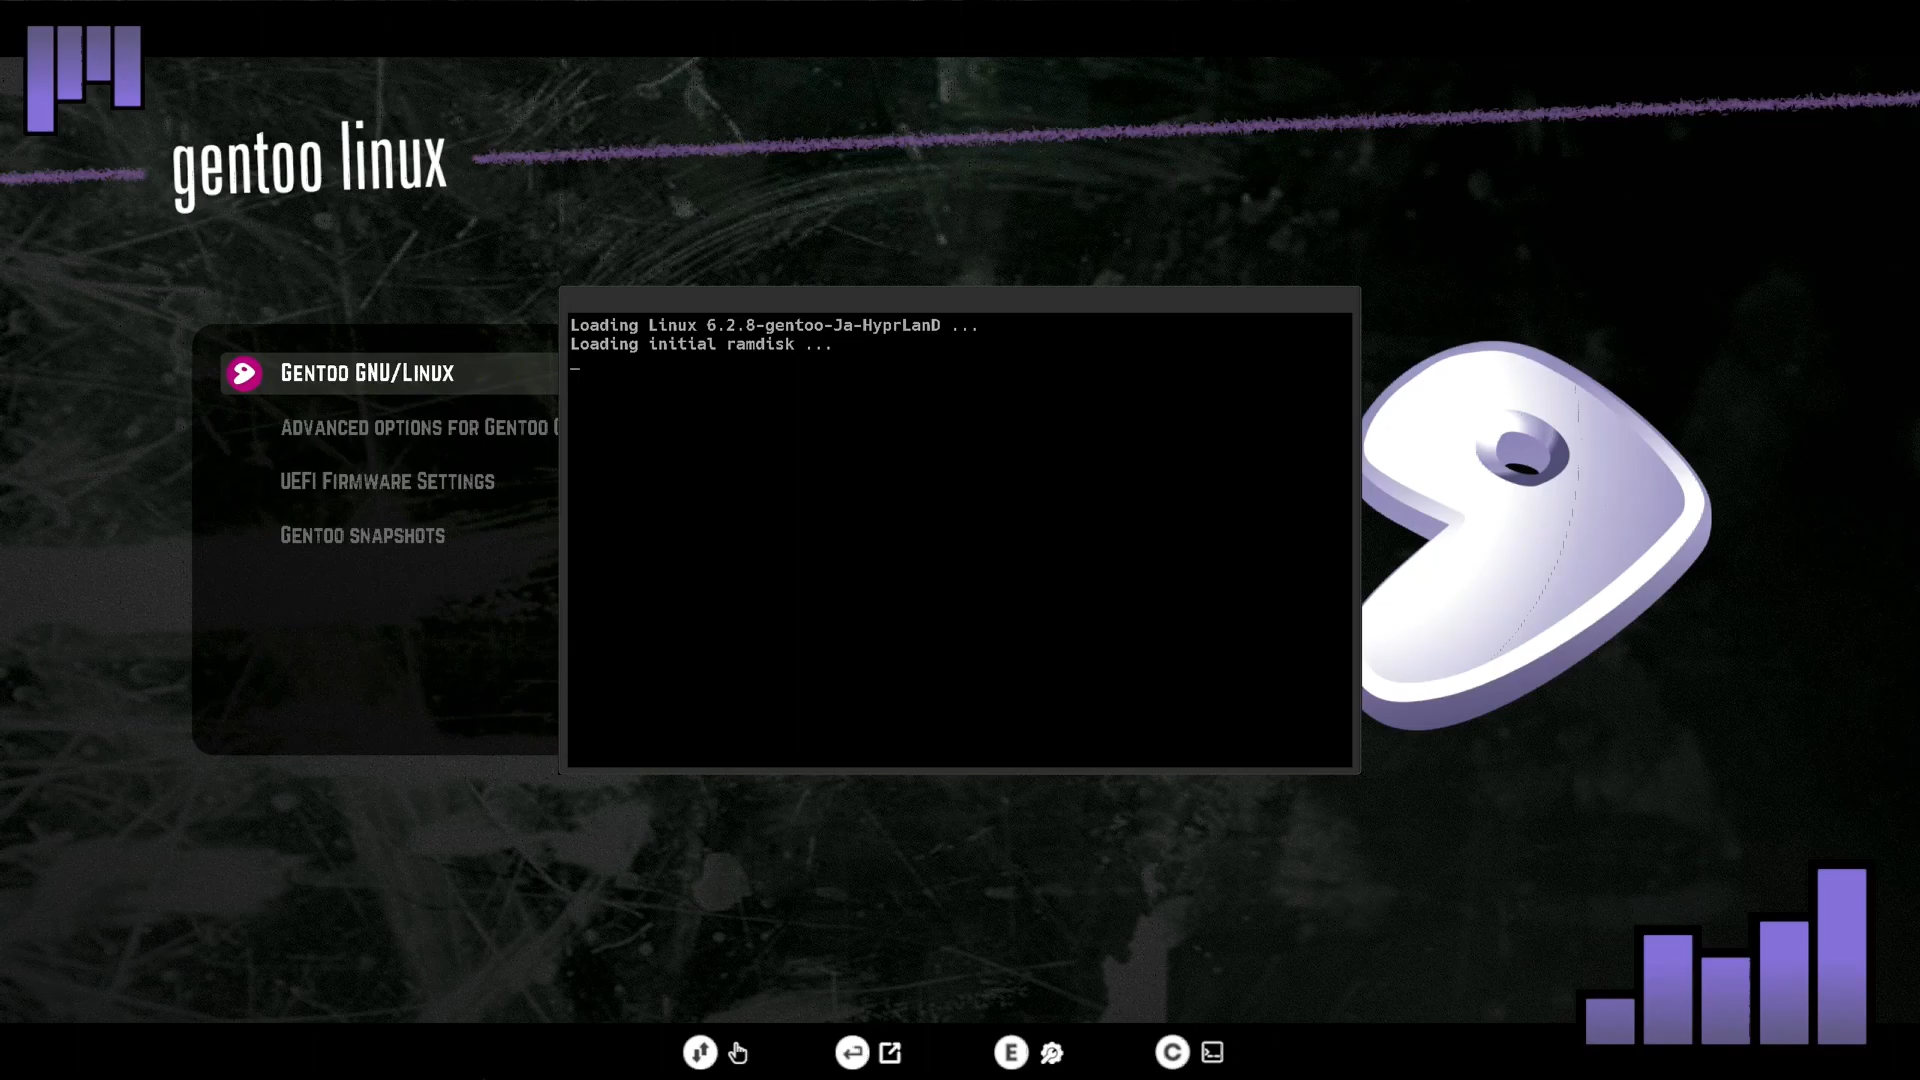 gentoo linux
Loading Linux 6.2.8-gentoo-Ja-HyprLanD ...
Loading initial ramdisk ...
Gentoo GNU/Linux
Advanced options for Gentoo
UEFI Firmware Settings
Gentoo snapshots
E
C